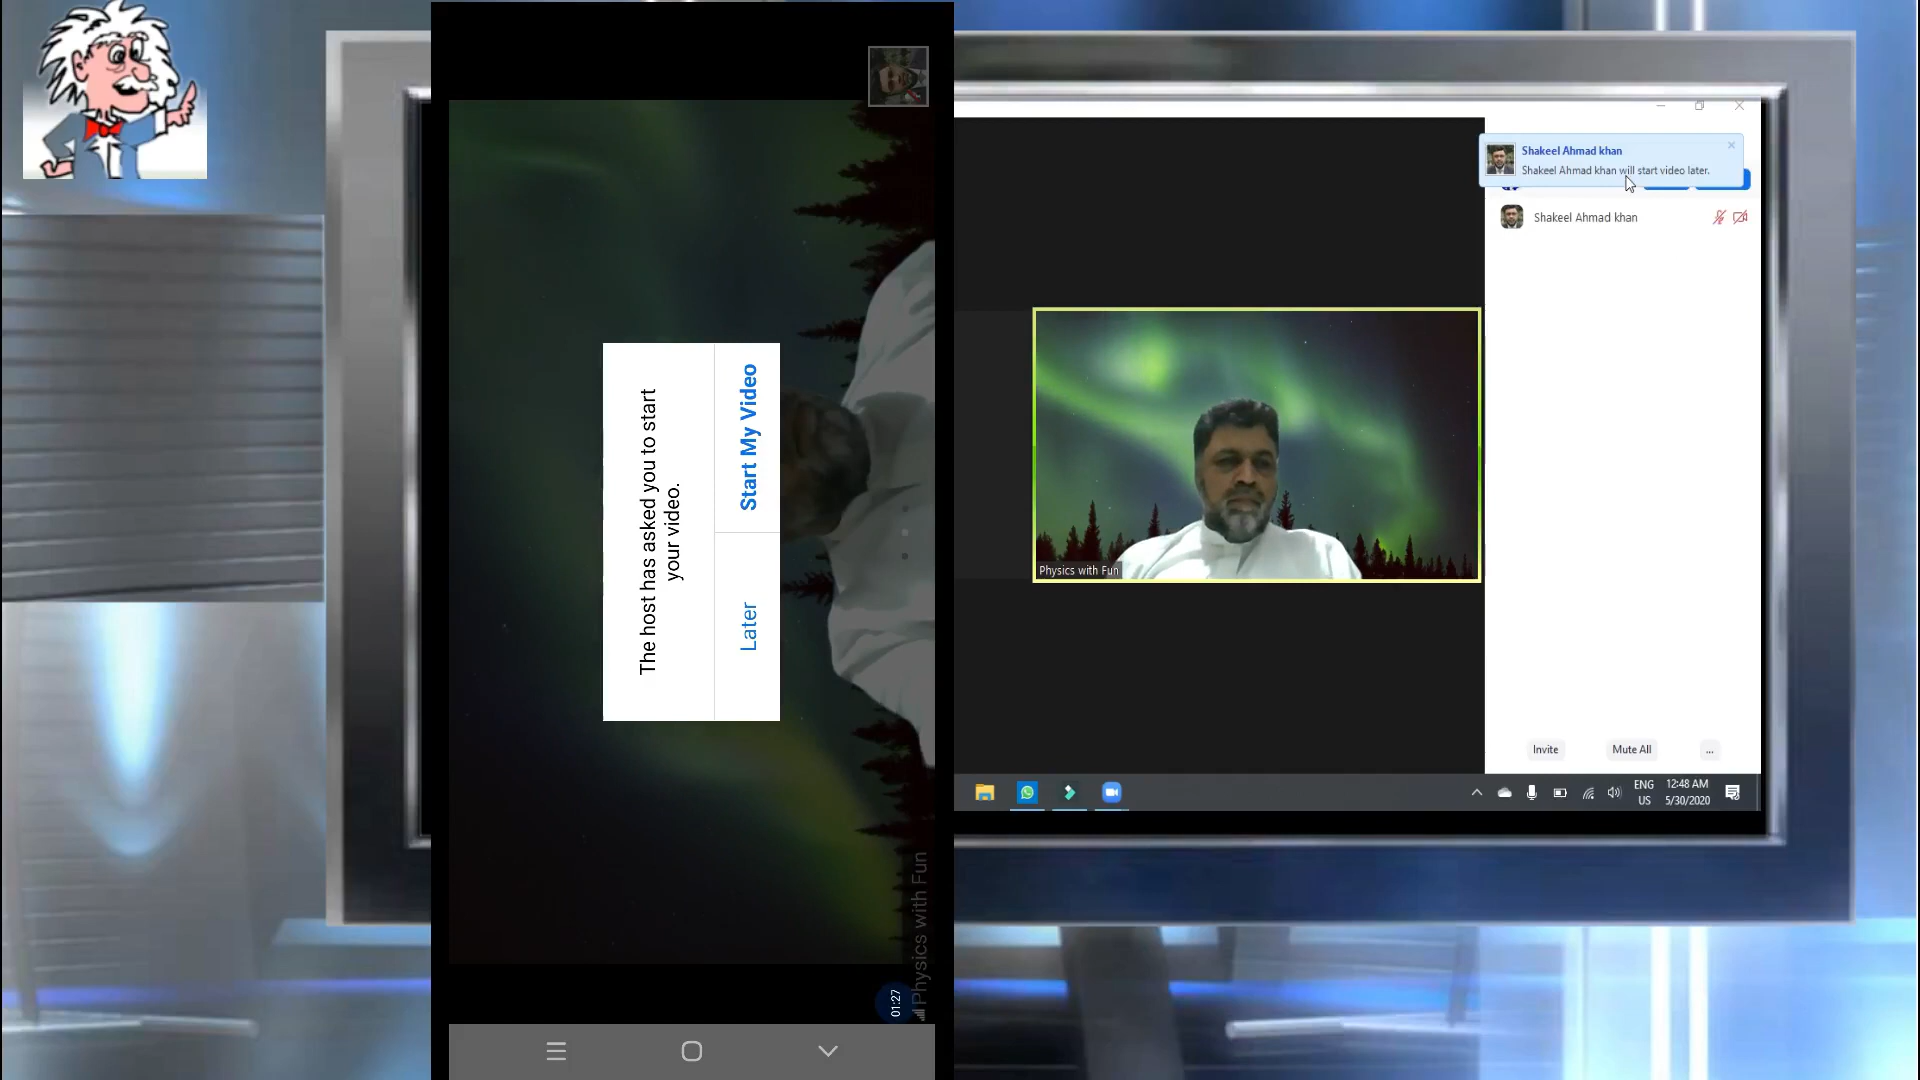 The host has asked you to start
your video.
Later
Start My Video
Physics with Fun
01:27
Shakeel Ahmad khan
Shakeel Ahmad khan will start video later.
Shakeel Ahmad khan
Physics with Fun
Invite
Mute All
...
ENG
US
12:48 AM
5/30/2020